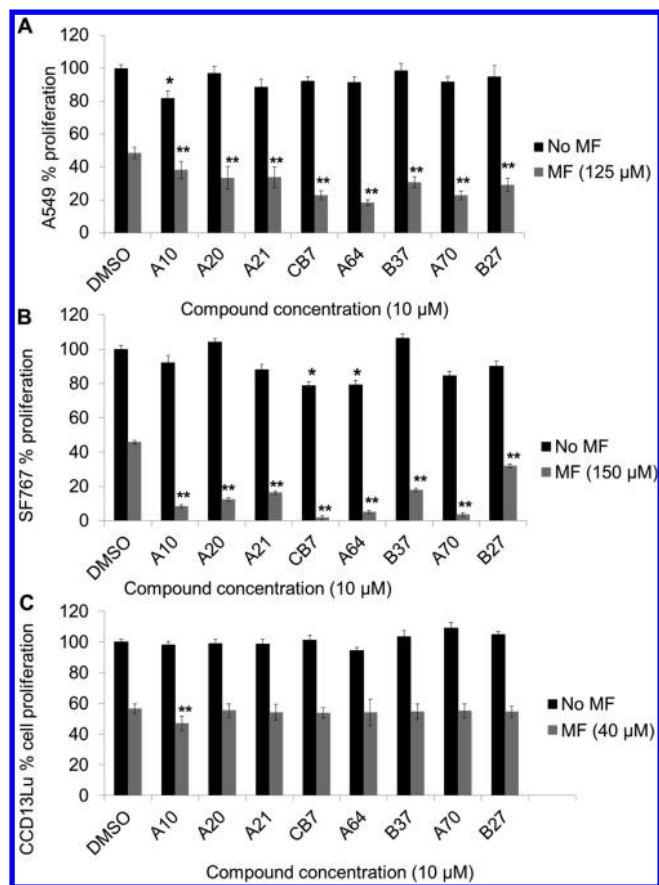 A
A549 % proliferation
120
100
80
60
40
20
0
*
**
**
**
**
**
**
**
**
No MF
MF (125 µM)
DMSO
A10
A20
A21
CB7
A64
B37
A70
B27
Compound concentration (10 µM)
B
SF767 % proliferation
120
100
80
60
40
20
0
*
*
**
**
**
**
**
**
**
**
No MF
MF (150 µM)
DMSO
A10
A20
A21
CB7
A64
B37
A70
B27
Compound concentration (10 µM)
C
CCD13Lu % cell proliferation
120
100
80
60
40
20
0
**
No MF
MF (40 µM)
DMSO
A10
A20
A21
CB7
A64
B37
A70
B27
Compound concentration (10 µM)